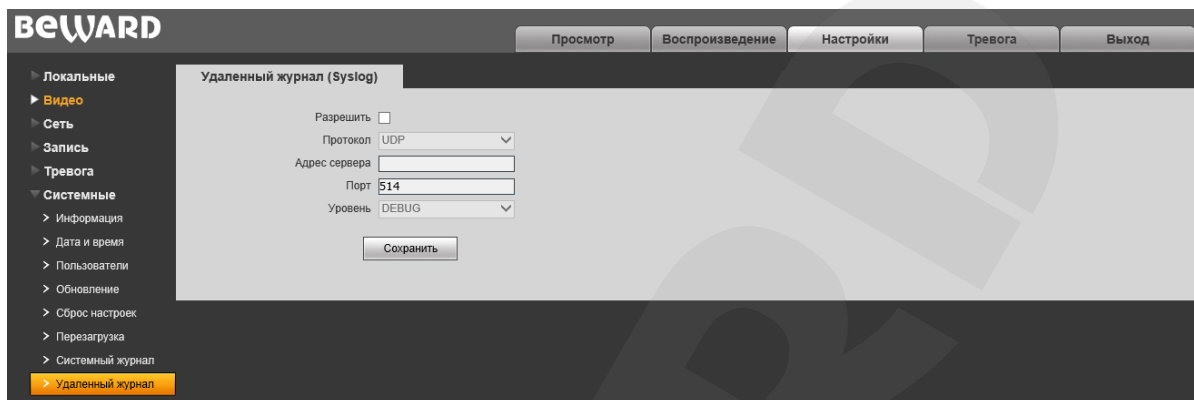 BEWARD
Просмотр Воспроизведение Настройки Тревога Выход
Локальные
Видео
Сеть
Запись
Тревога
Системные
Информация
Дата и время
Пользователи
Обновление
Сброс настроек
Перезагрузка
Системный журнал
Удаленный журнал
Удаленный журнал (Syslog)
Разрешить
Протокол UDP
Адрес сервера
Порт 514
Уровень DEBUG
Сохранить